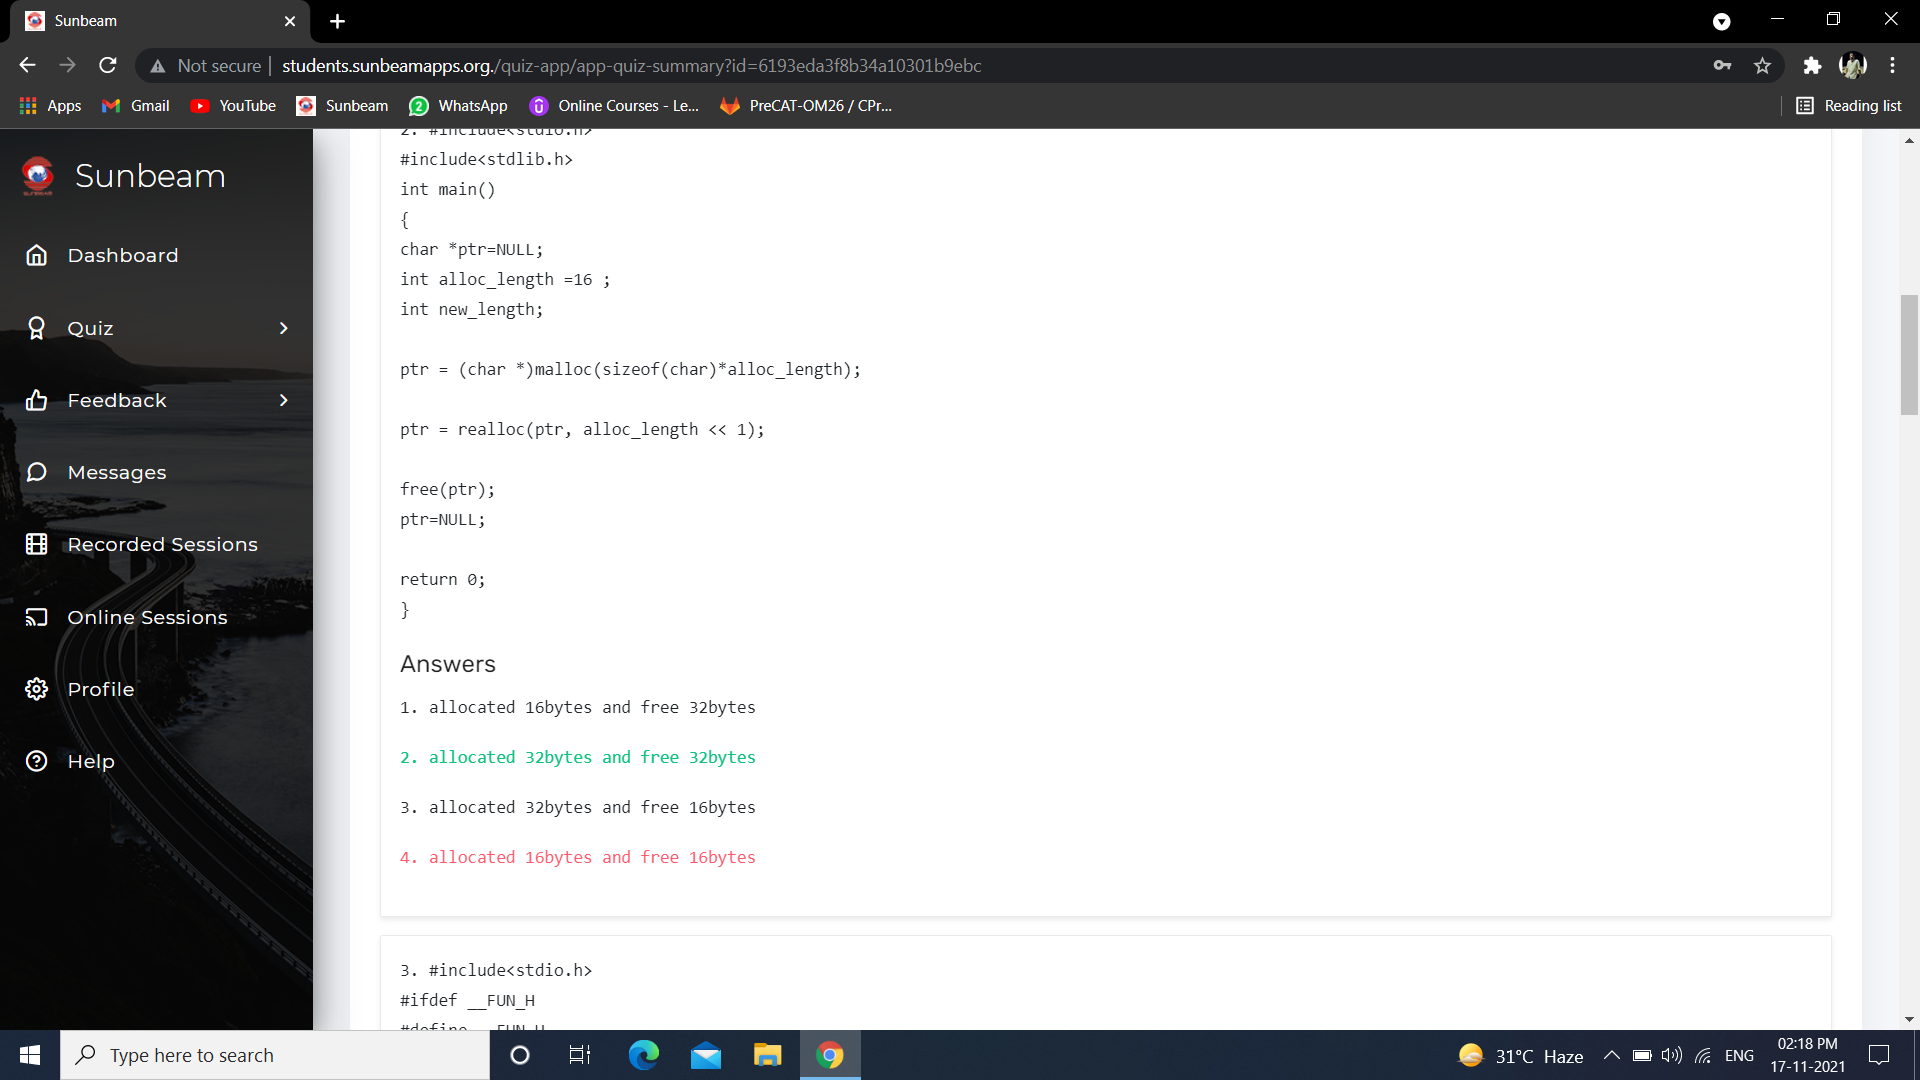 Sunbeam
Not secure
students.sunbeamapps.org./quiz-app/app-quiz-summary?id=6193eda3f8b34a10301b9ebc
Apps
Gmail
YouTube
Sunbeam
2
WhatsApp
Online Courses - Le...
PreCAT-OM26 / CPr...
Reading list
Sunbeam
Dashboard
Quiz
Feedback
Messages
Recorded Sessions
Online Sessions
Profile
Help
2. #include<stdio.h>
#include<stdlib.h>
int main()
{
char *ptr=NULL;
int alloc_length =16 ;
int new_length;
ptr = (char *)malloc(sizeof(char)*alloc_length);
ptr = realloc(ptr, alloc_length << 1);
free(ptr);
ptr=NULL;
return 0;
}
Answers
1. allocated 16bytes and free 32bytes
2. allocated 32bytes and free 32bytes
3. allocated 32bytes and free 16bytes
4. allocated 16bytes and free 16bytes
3. #include<stdio.h>
#ifdef __FUN_H
#define __FUN_H
Type here to search
31°C Haze
ENG
02:18 PM
17-11-2021